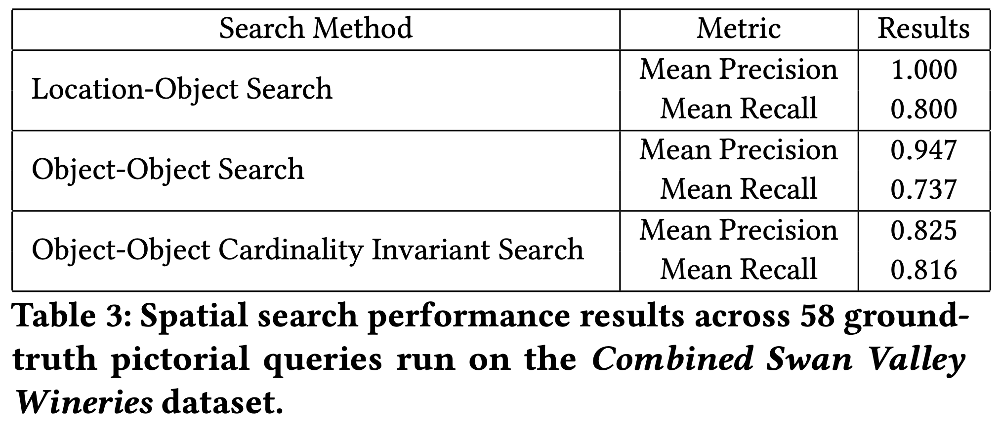 Search Method Metric Results
Location-Object Search Mean Precision 1.000
Mean Recall 0.800
Object-Object Search Mean Precision 0.947
Mean Recall 0.737
Object-Object Cardinality Invariant Search Mean Precision 0.825
Mean Recall 0.816
Table 3: Spatial search performance results across 58 ground-
truth pictorial queries run on the Combined Swan Valley
Wineries dataset.